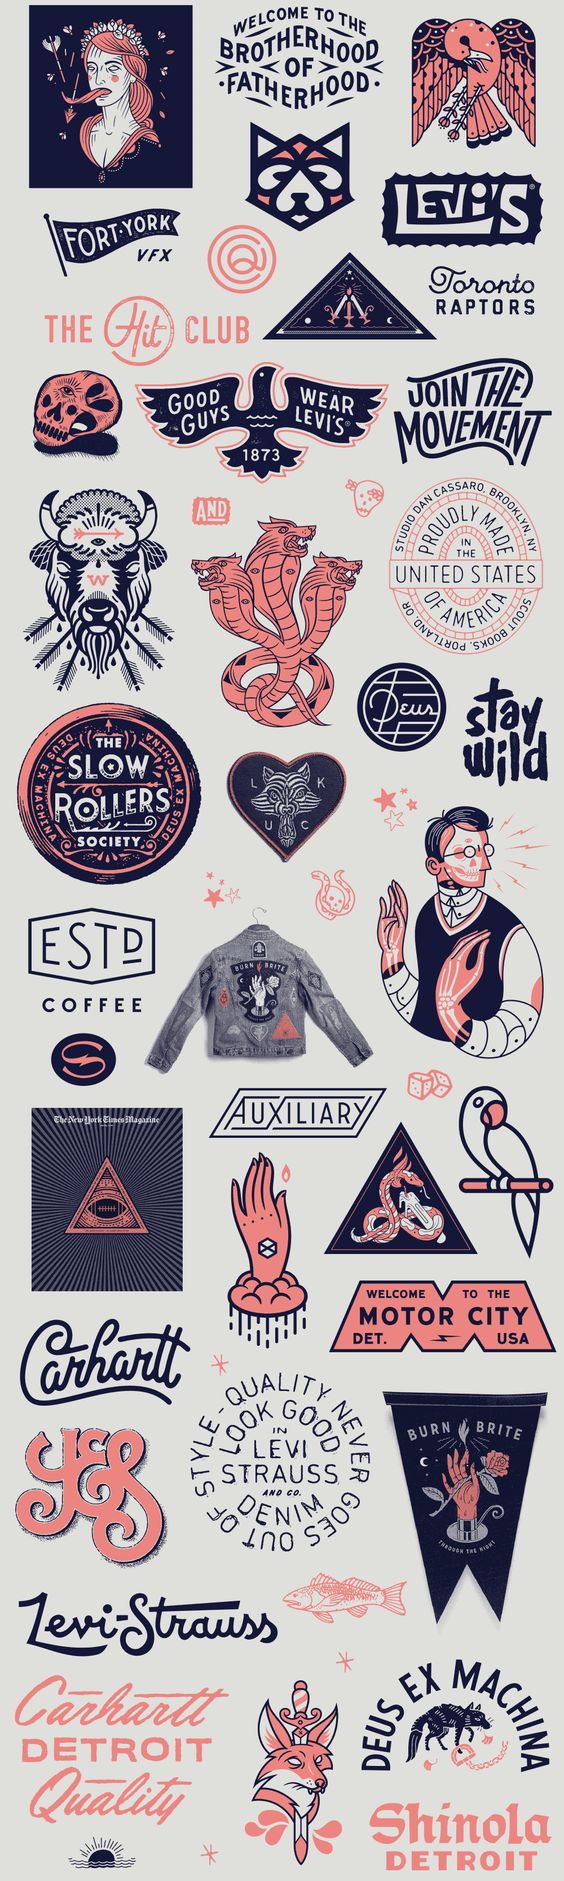 WELCOME TO THE
BROTHERHOOD
OF
FATHERHOOD
LEVI'S®
FORT-YORK
VFX
Toronto
RAPTORS
THE Hit CLUB
GOOD WEAR
GUYS LEVI'S®
1873
JOIN THE
MOVEMENT
AND
STUDIO DAN CASSARO, BROOKLYN, NY
PROUDLY MADE
IN
THE
UNITED STATES
OF AMERICA
SCOUT BOOKS, PORTLAND, OR
W
Deus
stay
wild
DEUS EX MACHINA
THE
SLOW
ROLLERS
SOCIETY
DEUS EX MACHINA
L K
U C
ESTD
COFFEE
BURN BRITE
S
The New York Times Magazine
AUXILIARY
WELCOME TO THE
MOTOR CITY
DET. USA
Carhartt
YES
STYLE - QUALITY NEVER GOES OUT OF
LOOK GOOD
IN
LEVI
STRAUSS
AND CO.
DENIM
BURN BRITE
THROUGH THE NIGHT
Levi-Strauss
Carhartt
DETROIT
Quality
DEUS EX MACHINA
Shinola
DETROIT